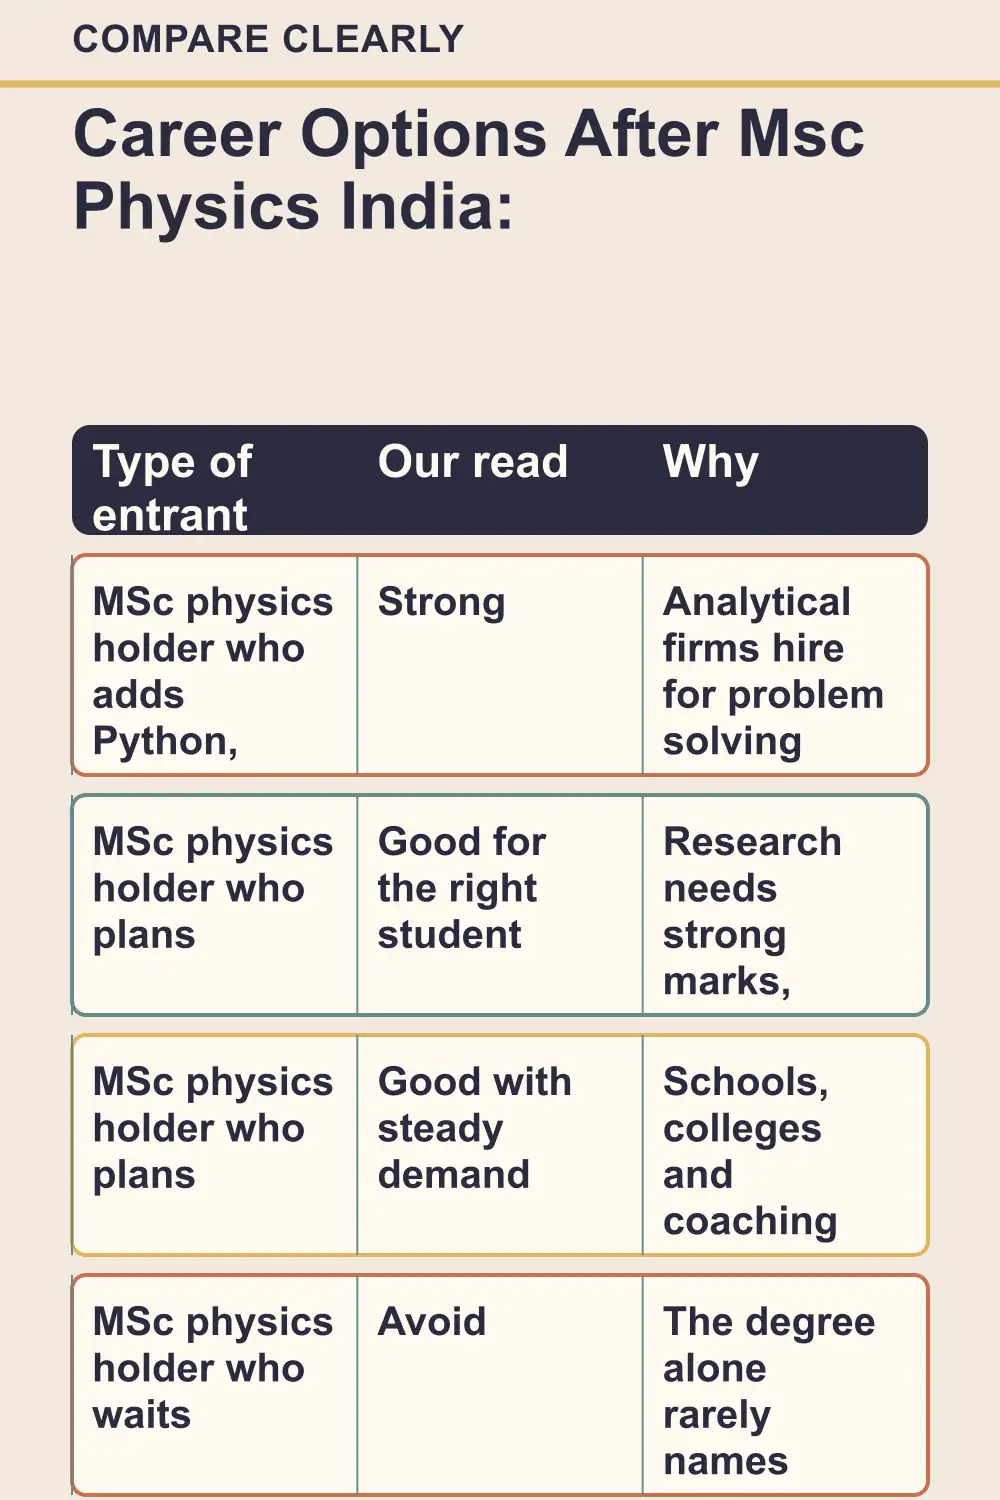 COMPARE CLEARLY
Career Options After Msc
Physics India:
Type of
entrant
Our read
Why
MSc physics
holder who
adds
Python,
Strong
Analytical
firms hire
for problem
solving
MSc physics
holder who
plans
Good for
the right
student
Research
needs
strong
marks,
MSc physics
holder who
plans
Good with
steady
demand
Schools,
colleges
and
coaching
MSc physics
holder who
waits
Avoid
The degree
alone
rarely
names